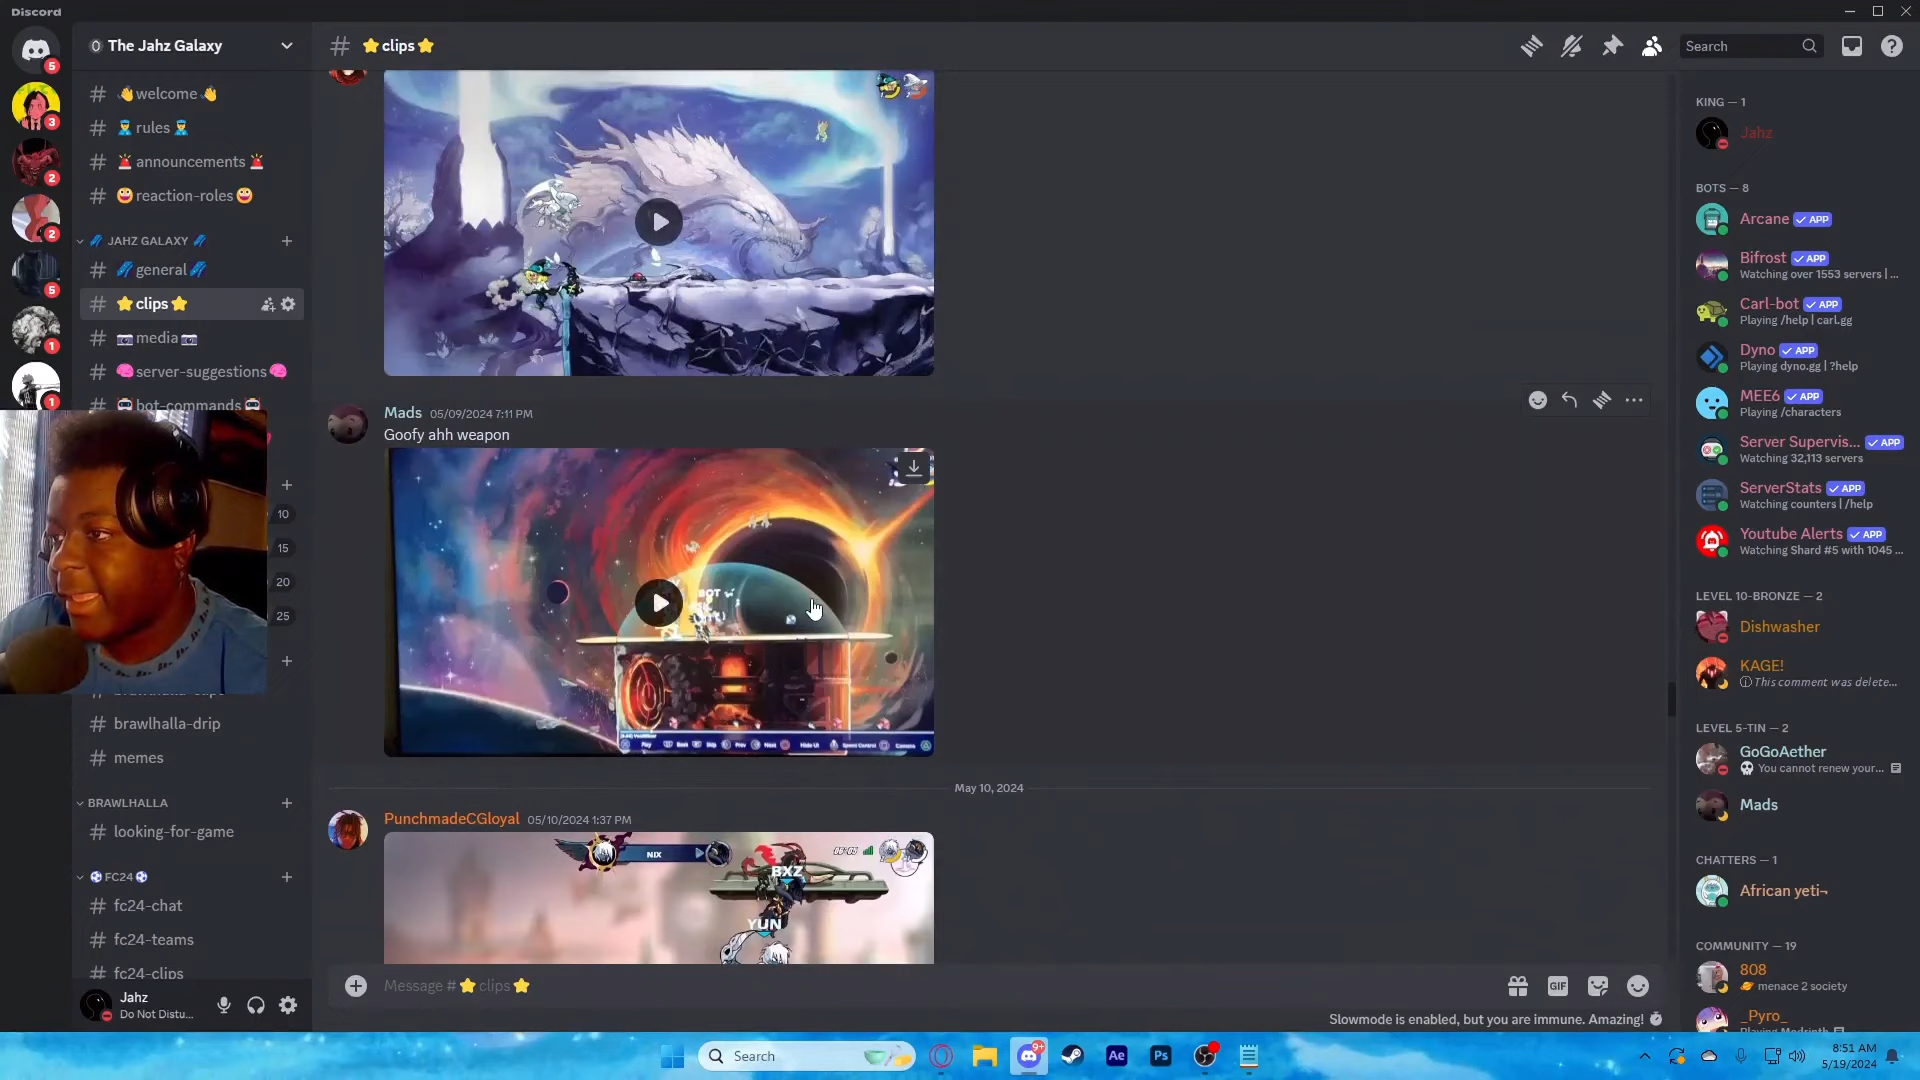 Discord
The Jahz Galaxy
clips
Search
welcome
rules
announcements
reaction-roles
JAHZ GALAXY
general
clips
media
server-suggestions
bot-commands
10
15
20
25
brawlhalla-drip
memes
BRAWLHALLA
looking-for-game
FC24
fc24-chat
fc24-teams
fc24-clips
Jahz
Do Not Distu...
Mads 05/09/2024 7:11 PM
Goofy ahh weapon
BOT
May 10, 2024
PunchmadeCGloyal 05/10/2024 1:37 PM
NIX
BXZ
YUN
Message # clips
GIF
Slowmode is enabled, but you are immune. Amazing!
KING — 1
Jahz
BOTS — 8
Arcane APP
Bifrost APP
Watching over 1553 servers | ...
Carl-bot APP
Playing /help | carl.gg
Dyno APP
Playing dyno.gg | ?help
MEE6 APP
Playing /characters
Server Supervis... APP
Watching 32,113 servers
ServerStats APP
Watching counters | /help
Youtube Alerts APP
Watching Shard #5 with 1045 ...
LEVEL 10-BRONZE — 2
Dishwasher
KAGE!
This comment was delete...
LEVEL 5-TIN — 2
GoGoAether
You cannot renew your...
Mads
CHATTERS — 1
African yeti¬
COMMUNITY — 19
808
menace 2 society
_Pyro_
Playing Modrinth
Search
9+
Ae
Ps
8:51 AM
5/19/2024